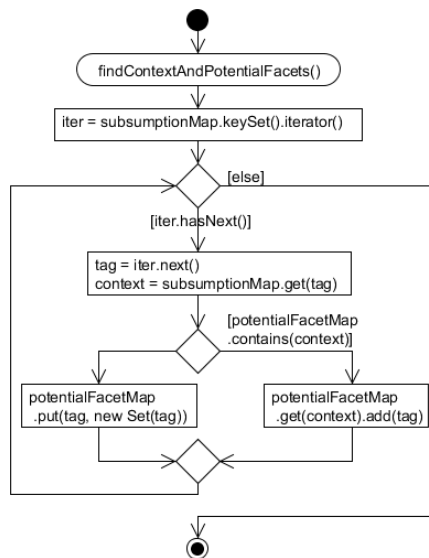 findContextAndPotentialFacets()
iter = subsumptionMap.keySet().iterator()
[else]
[iter.hasNext()]
tag = iter.next()
context = subsumptionMap.get(tag)
[potentialFacetMap
.contains(context)]
potentialFacetMap
.put(tag, new Set(tag))
potentialFacetMap
.get(context).add(tag)